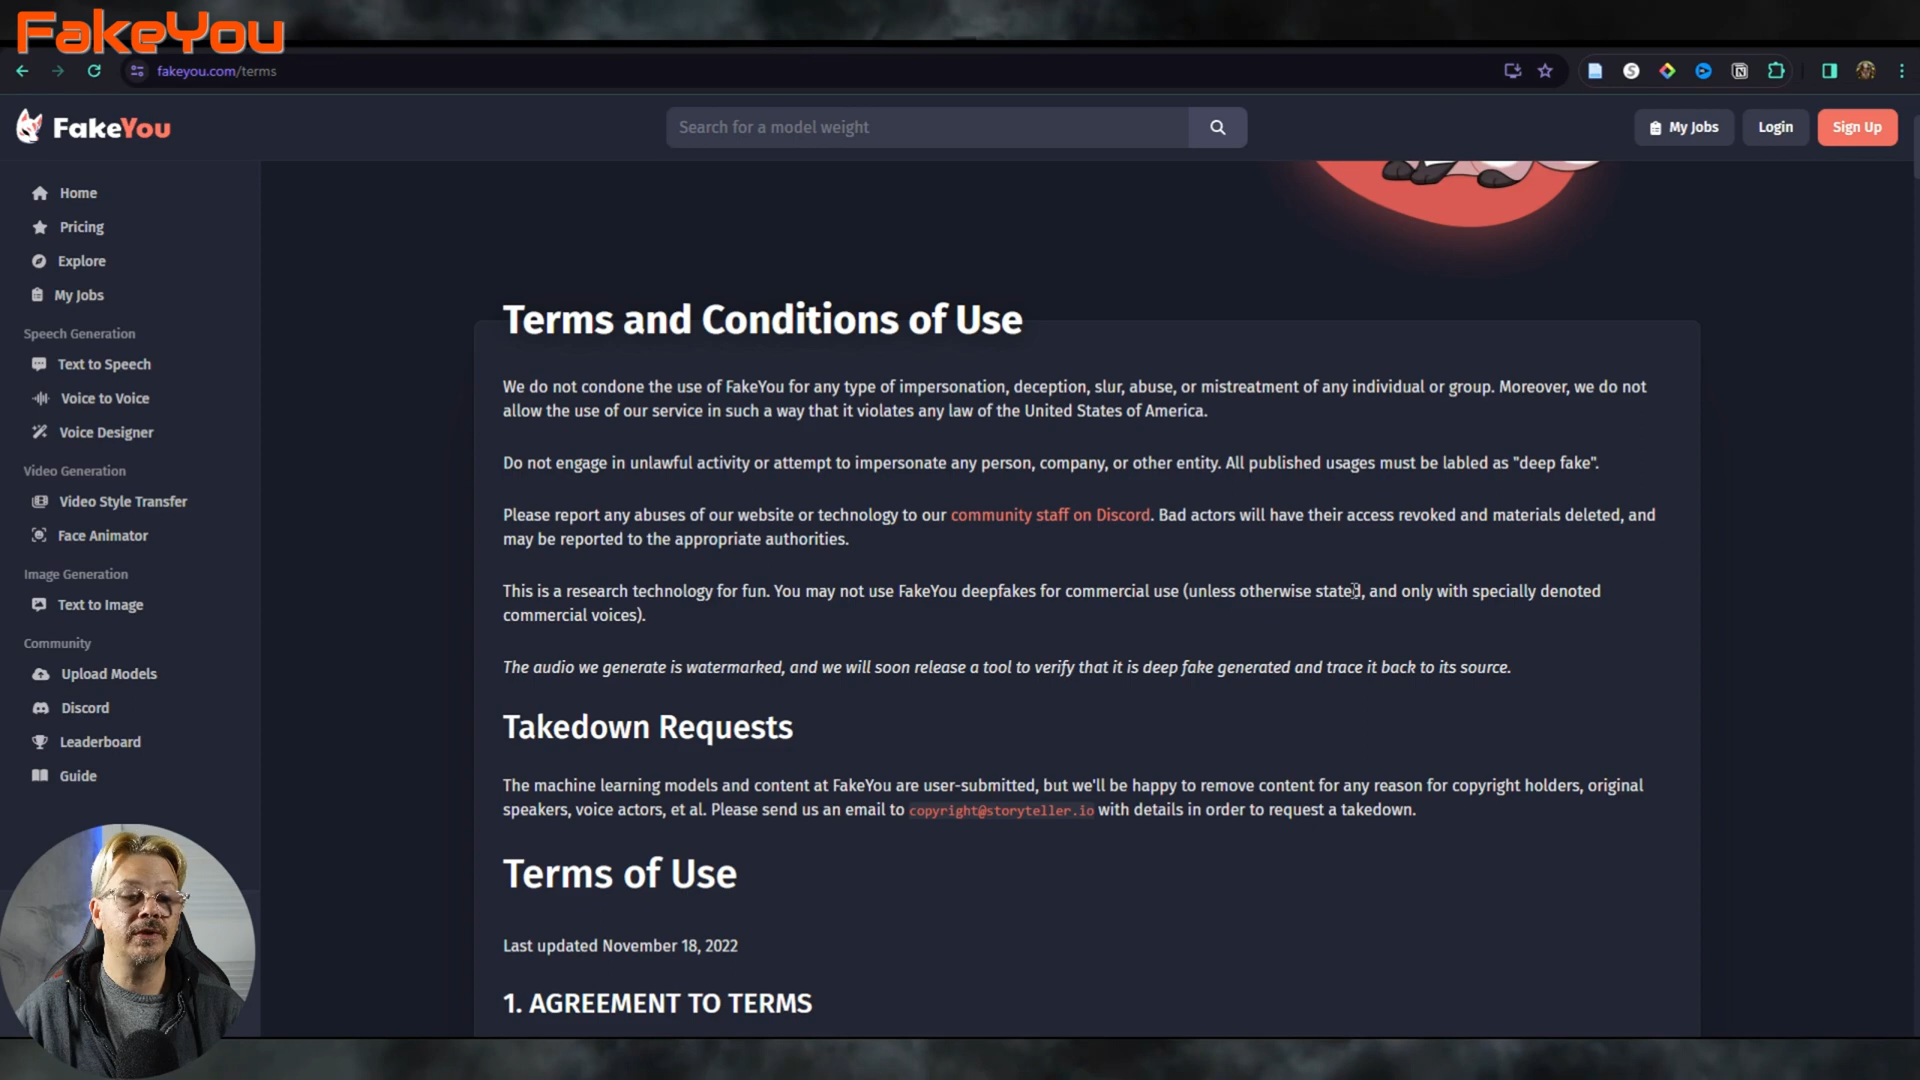 FakeYou
fakeyou.com/terms
FakeYou
Search for a model weight
My Jobs
Login
Sign Up
Home
Pricing
Explore
My Jobs
Speech Generation
Text to Speech
Voice to Voice
Voice Designer
Video Generation
Video Style Transfer
Face Animator
Image Generation
Text to Image
Community
Upload Models
Discord
Leaderboard
Guide
Terms and Conditions of Use
We do not condone the use of FakeYou for any type of impersonation, deception, slur, abuse, or mistreatment of any individual or group. Moreover, we do not
allow the use of our service in such a way that it violates any law of the United States of America.
Do not engage in unlawful activity or attempt to impersonate any person, company, or other entity. All published usages must be labled as "deep fake".
Please report any abuses of our website or technology to our community staff on Discord. Bad actors will have their access revoked and materials deleted, and
may be reported to the appropriate authorities.
This is a research technology for fun. You may not use FakeYou deepfakes for commercial use (unless otherwise stated, and only with specially denoted
commercial voices).
The audio we generate is watermarked, and we will soon release a tool to verify that it is deep fake generated and trace it back to its source.
Takedown Requests
The machine learning models and content at FakeYou are user-submitted, but we'll be happy to remove content for any reason for copyright holders, original
speakers, voice actors, et al. Please send us an email to copyright@storyteller.io with details in order to request a takedown.
Terms of Use
Last updated November 18, 2022
1. AGREEMENT TO TERMS